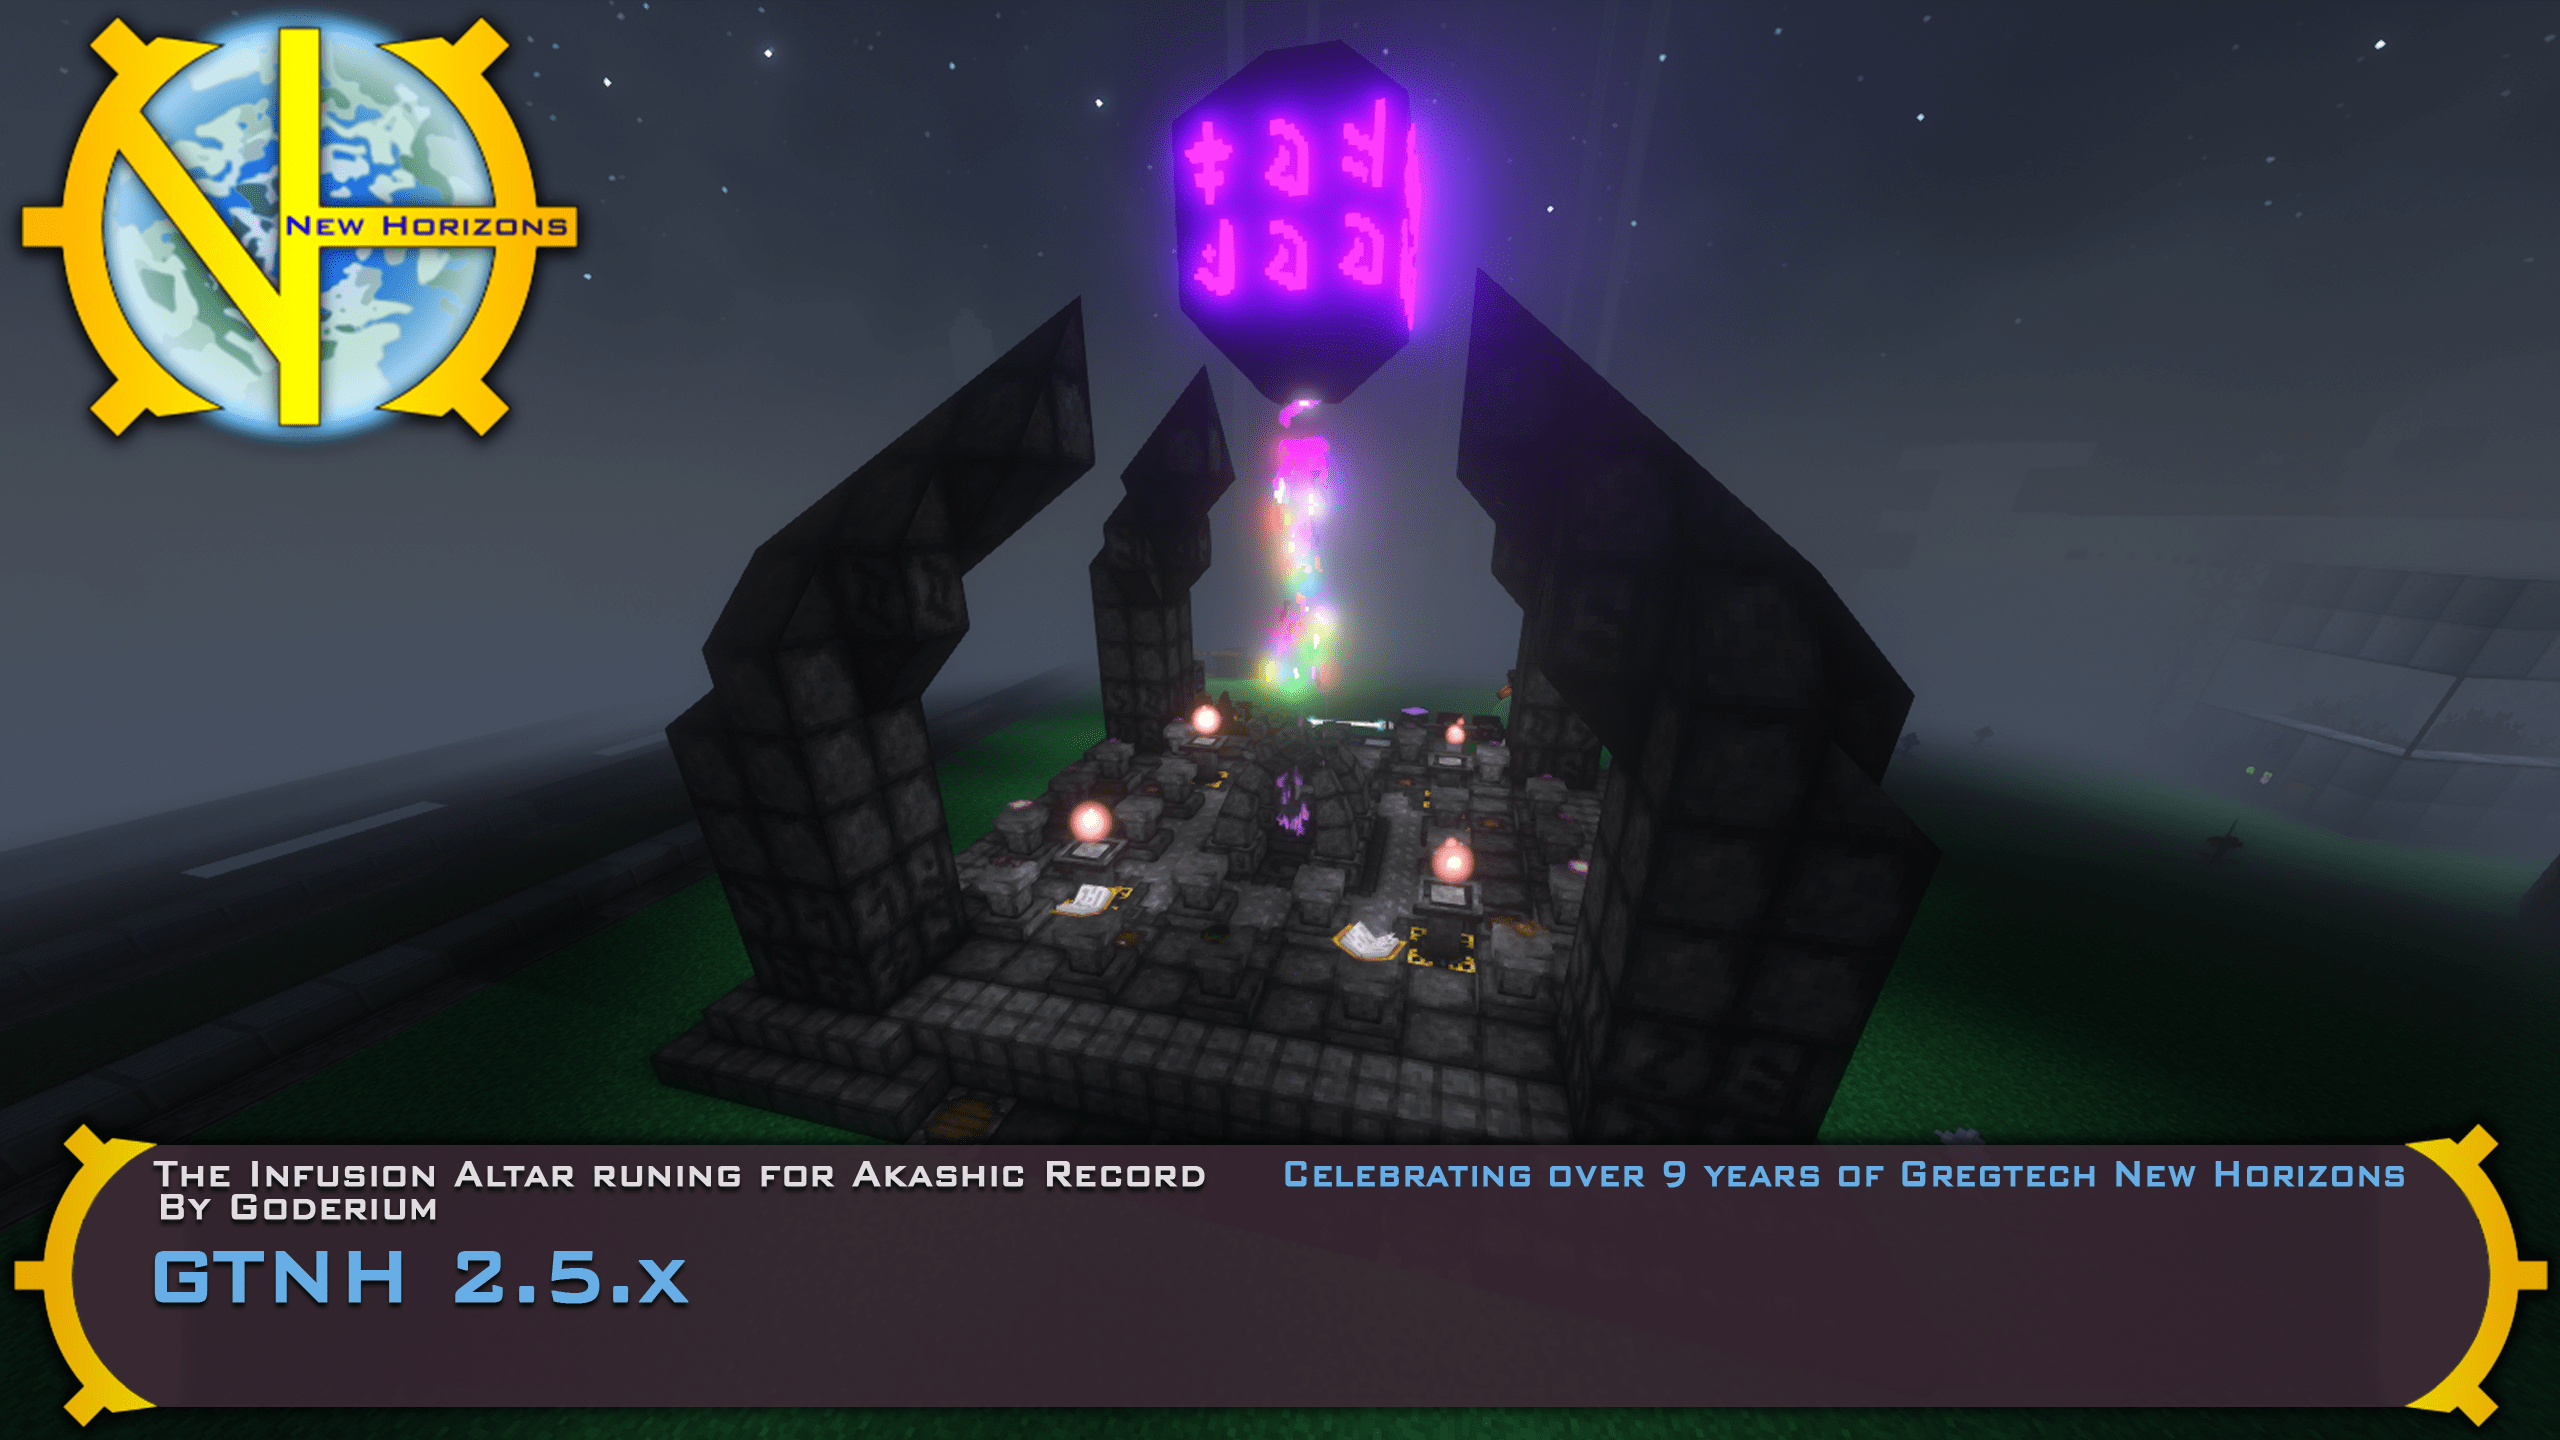 New Horizons
The Infusion Altar runing for Akashic Record
By Goderium
Celebrating over 9 years of Gregtech New Horizons
GTNH 2.5.x